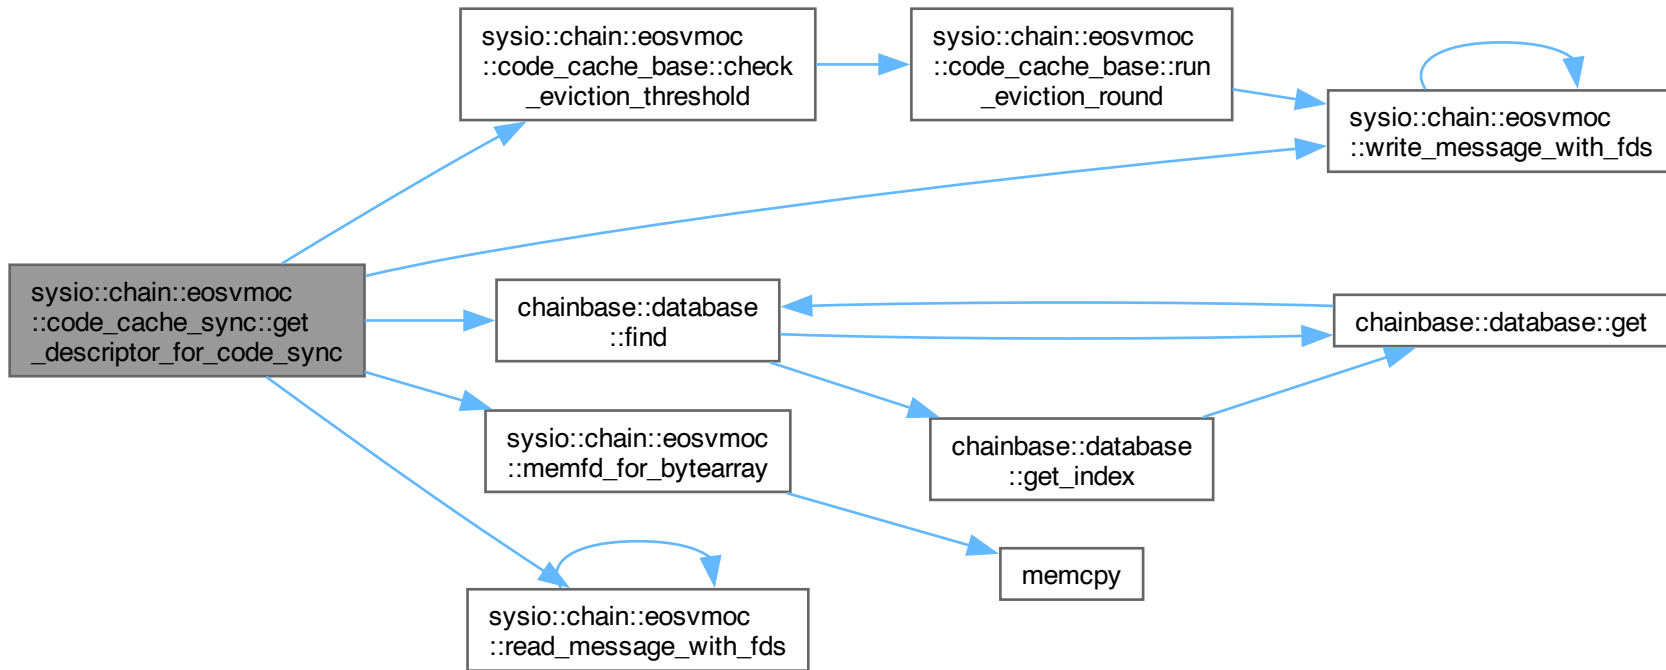 sysio::chain::eosvmoc
::code_cache_base::check
_eviction_threshold
sysio::chain::eosvmoc
::code_cache_base::run
_eviction_round
sysio::chain::eosvmoc
::write_message_with_fds
sysio::chain::eosvmoc
::code_cache_sync::get
_descriptor_for_code_sync
chainbase::database
::find
chainbase::database::get
sysio::chain::eosvmoc
::memfd_for_bytearray
chainbase::database
::get_index
memcpy
sysio::chain::eosvmoc
::read_message_with_fds